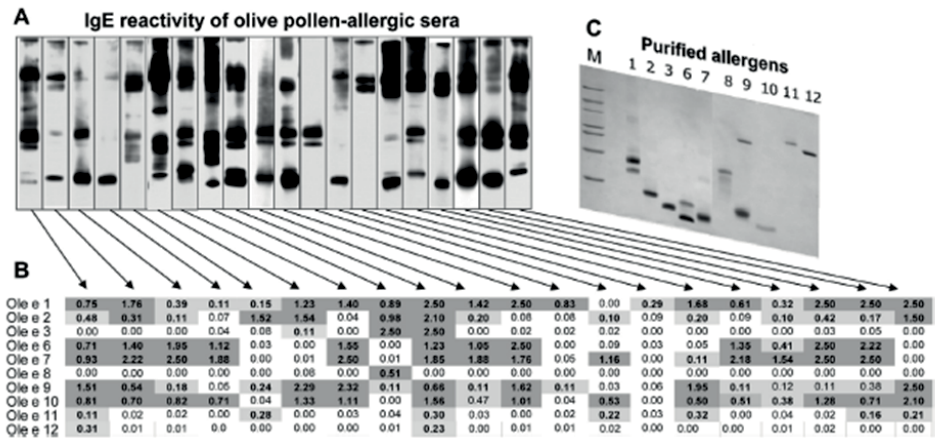 A
IgE reactivity of olive pollen-allergic sera
C
Purified allergens
M 1 2 3 6 7 8 9 10 11 12
B
Ole e 1 0.75 1.76 0.39 0.11 0.15 1.23 1.40 0.89 2.50 1.42 2.50 0.83 0.00 0.29 1.68 0.61 0.32 2.50 2.50 2.50
Ole e 2 0.48 0.31 0.11 0.07 1.52 1.54 0.04 0.98 2.10 0.20 0.08 0.08 0.10 0.09 0.20 0.09 0.10 0.42 0.17 1.50
Ole e 3 0.00 0.00 0.00 0.04 0.08 0.11 0.00 2.50 2.50 0.00 0.02 0.02 0.02 0.00 0.00 0.00 0.00 0.03 0.05 0.00
Ole e 6 0.71 1.40 1.95 1.12 0.03 0.00 1.55 0.00 1.23 1.05 2.50 0.00 0.00 0.00 0.05 1.35 0.41 2.50 2.22 0.00
Ole e 7 0.93 2.22 2.50 1.88 0.00 0.01 2.50 0.01 1.85 1.88 1.76 0.05 1.16 0.00 0.11 2.18 1.54 2.50 2.50 0.00
Ole e 8 0.00 0.00 0.00 0.00 0.00 0.08 0.00 0.51 0.00 0.00 0.00 0.00 0.00 0.00 0.00 0.00 0.00 0.00 0.00 0.00
Ole e 9 1.51 0.54 0.18 0.05 0.24 2.29 2.32 0.11 0.66 0.11 1.62 0.11 0.03 0.06 1.95 0.11 0.12 0.11 0.38 2.50
Ole e 10 0.81 0.70 0.82 0.71 0.04 1.33 1.11 0.00 1.56 0.47 1.01 0.04 0.53 0.00 0.50 0.51 0.38 1.28 0.71 2.10
Ole e 11 0.11 0.02 0.02 0.00 0.28 0.00 0.03 0.04 0.30 0.03 0.00 0.02 0.22 0.03 0.32 0.00 0.04 0.02 0.16 0.21
Ole e 12 0.31 0.01 0.01 0.0 0.00 0.00 0.00 0.00 0.23 0.00 0.01 0.01 0.02 0.00 0.00 0.00 0.00 0.00 0.00 0.00